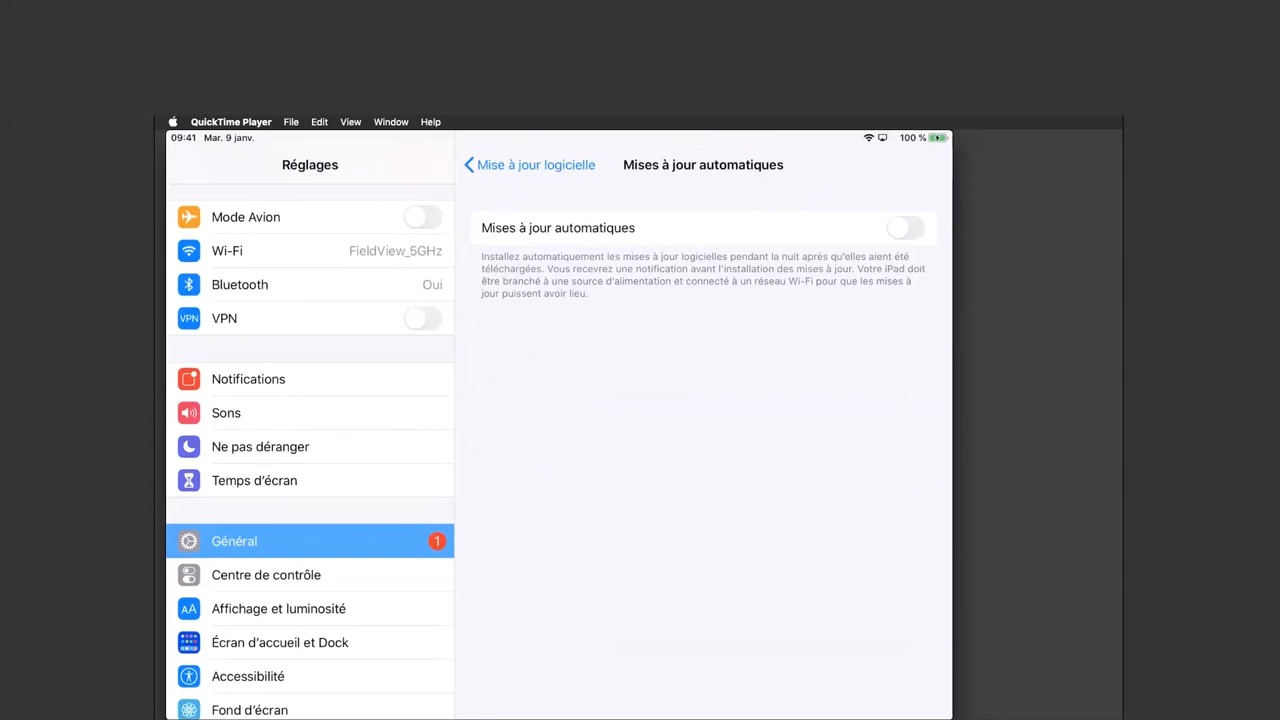 QuickTime Player File Edit View Window Help
09:41 Mar. 9 janv. 100 %
Réglages
Mode Avion
Wi-Fi FieldView_5GHz
Bluetooth Oui
VPN VPN
Notifications
Sons
Ne pas déranger
Temps d'écran
Général 1
Centre de contrôle
AA Affichage et luminosité
Écran d'accueil et Dock
Accessibilité
Fond d'écran
Mise à jour logicielle Mises à jour automatiques
Mises à jour automatiques
Installez automatiquement les mises à jour logicielles pendant la nuit après qu'elles aient été
téléchargées. Vous recevrez une notification avant l'installation des mises à jour. Votre iPad doit
être branché à une source d'alimentation et connecté à un réseau Wi-Fi pour que les mises à
jour puissent avoir lieu.